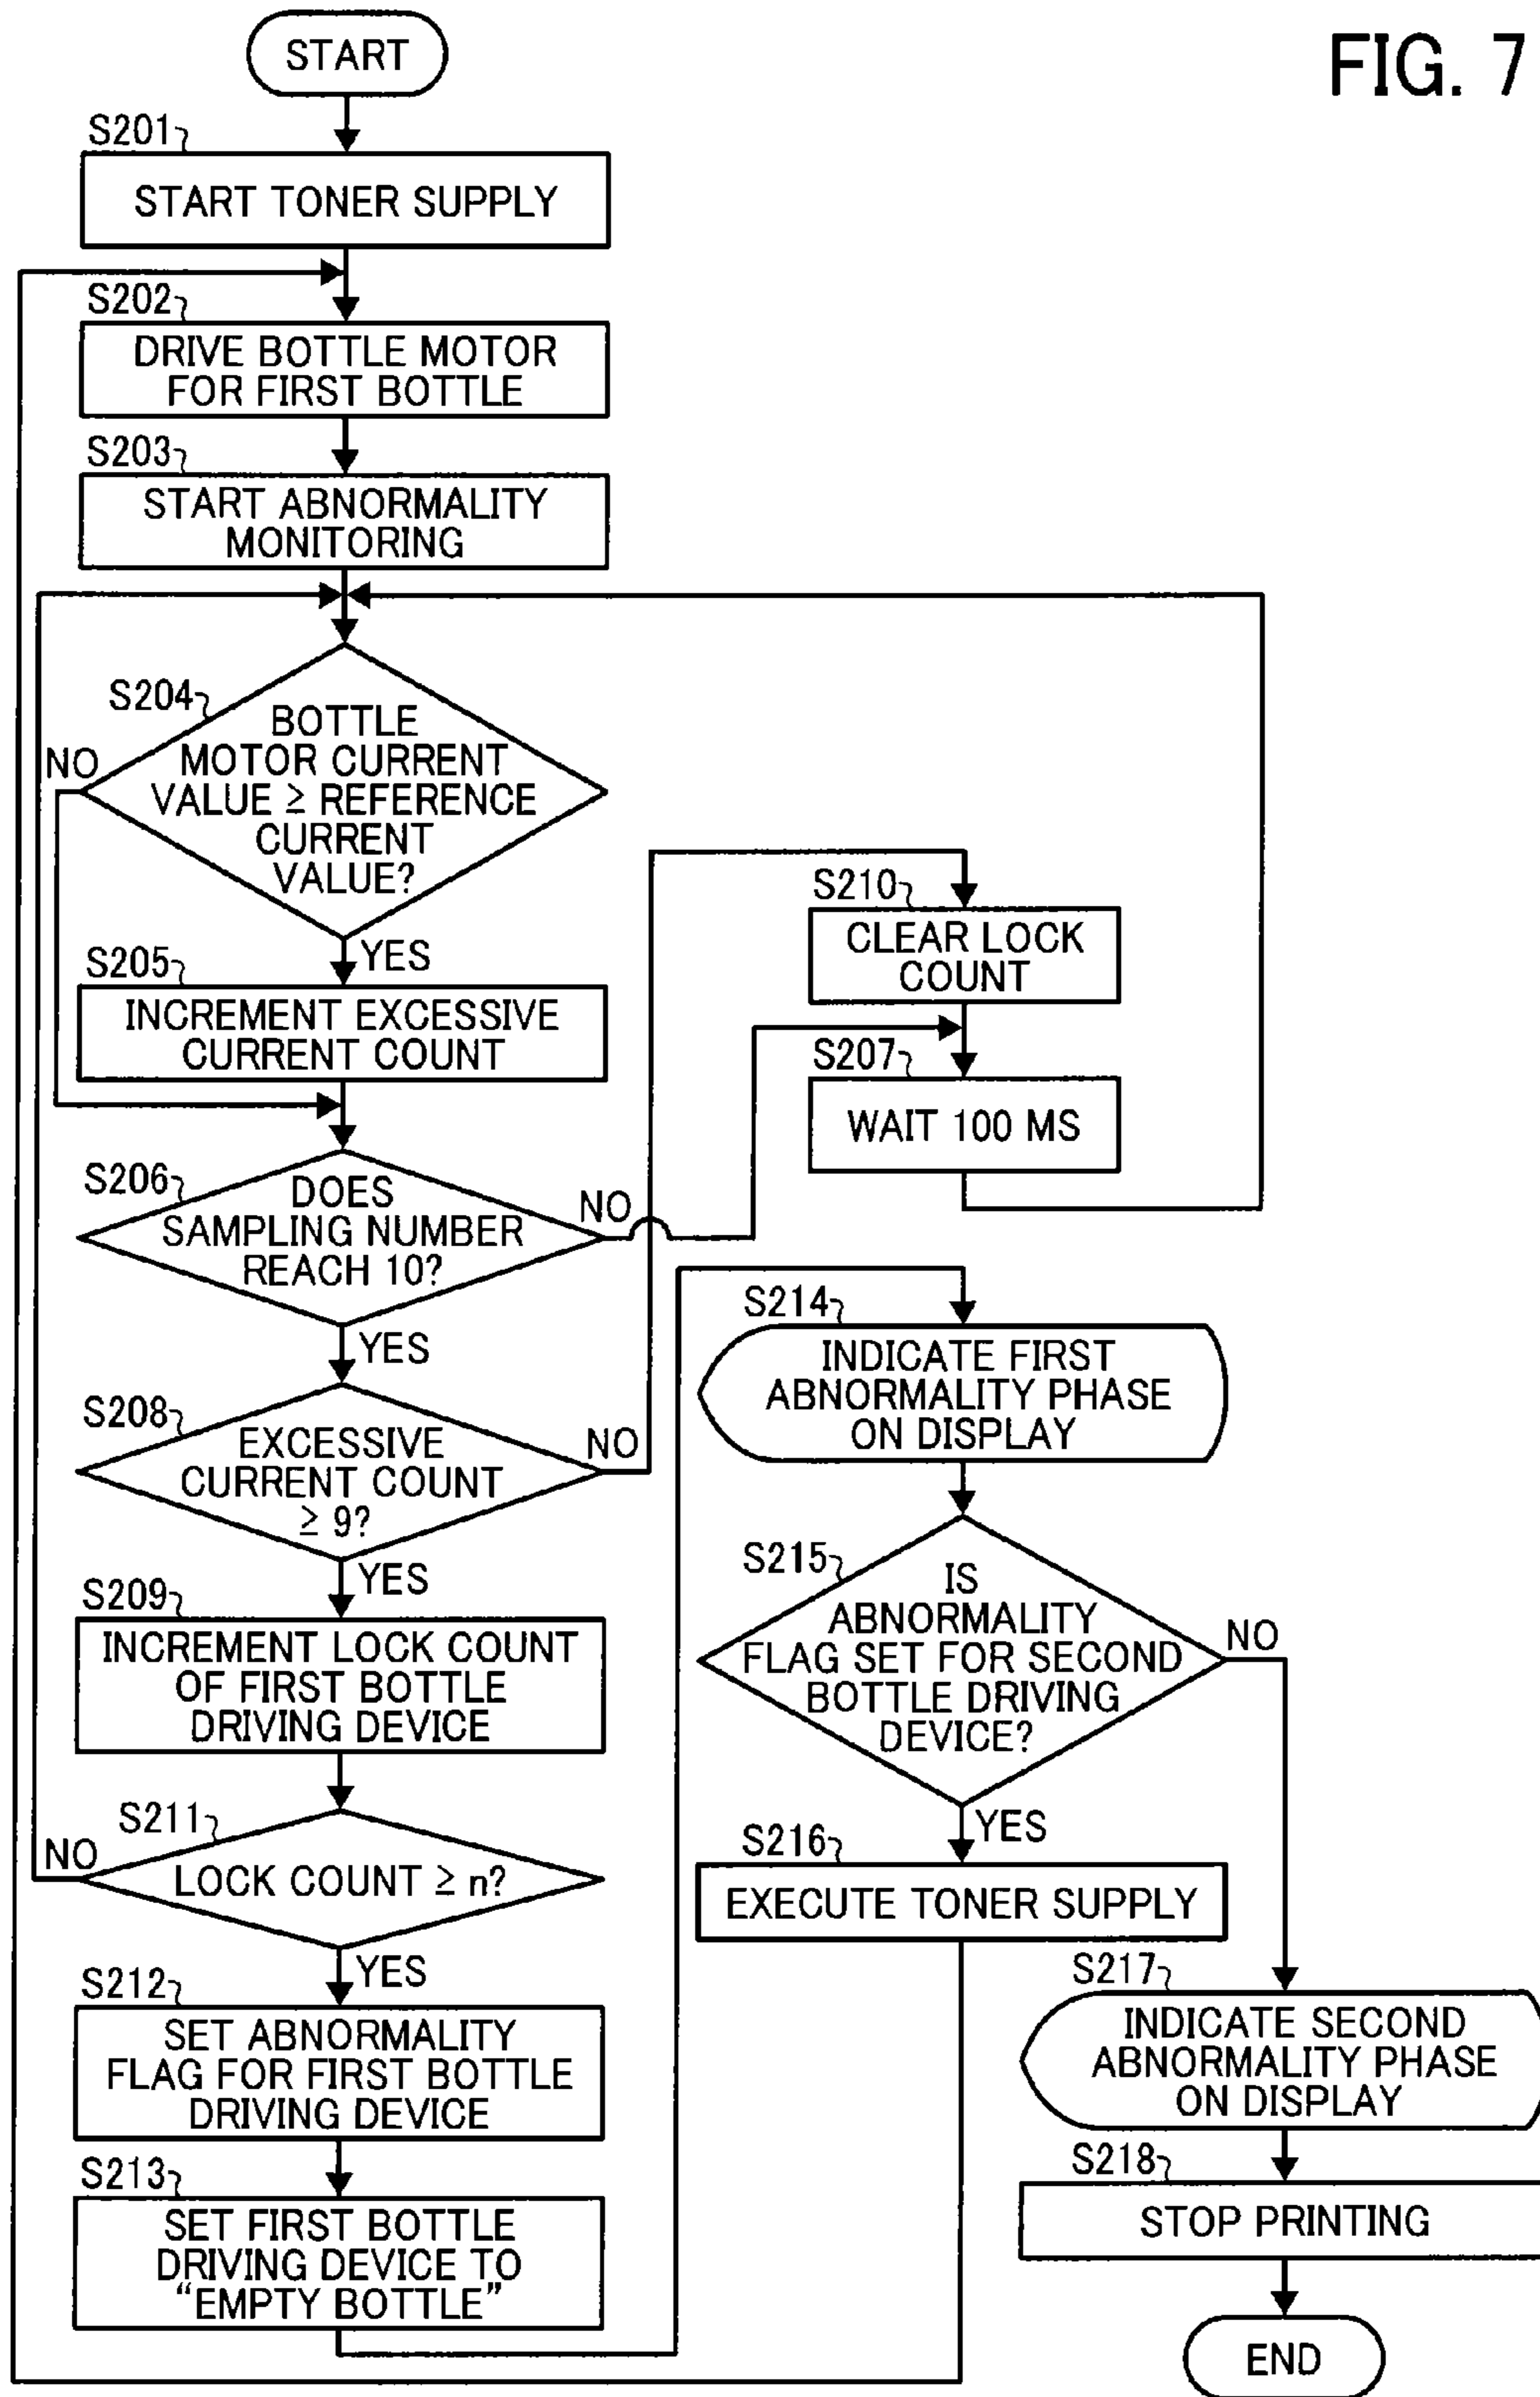 FIG. 7
START
S201
START TONER SUPPLY
S202
DRIVE BOTTLE MOTOR
FOR FIRST BOTTLE
S203
START ABNORMALITY
MONITORING
S204
BOTTLE
MOTOR CURRENT
VALUE ≧ REFERENCE
CURRENT
VALUE?
NO
YES
S205
INCREMENT EXCESSIVE
CURRENT COUNT
S206
DOES
SAMPLING NUMBER
REACH 10?
NO
YES
S208
EXCESSIVE
CURRENT COUNT
≧ 9?
NO
YES
S209
INCREMENT LOCK COUNT
OF FIRST BOTTLE
DRIVING DEVICE
S211
LOCK COUNT ≧ n?
NO
YES
S212
SET ABNORMALITY
FLAG FOR FIRST BOTTLE
DRIVING DEVICE
S213
SET FIRST BOTTLE
DRIVING DEVICE TO
“EMPTY BOTTLE”
S210
CLEAR LOCK
COUNT
S207
WAIT 100 MS
S214
INDICATE FIRST
ABNORMALITY PHASE
ON DISPLAY
S215
IS
ABNORMALITY
FLAG SET FOR SECOND
BOTTLE DRIVING
DEVICE?
NO
YES
S216
EXECUTE TONER SUPPLY
S217
INDICATE SECOND
ABNORMALITY PHASE
ON DISPLAY
S218
STOP PRINTING
END